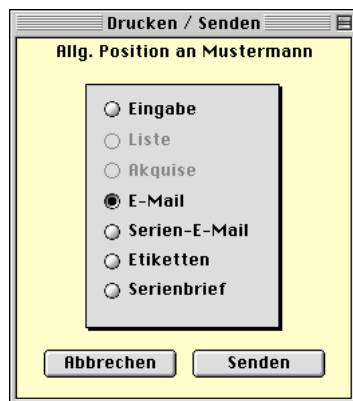 Drucken / Senden
Allg. Position an Mustermann
Eingabe
Liste
Akquise
E-Mail
Serien-E-Mail
Etiketten
Serienbrief
Abbrechen Senden